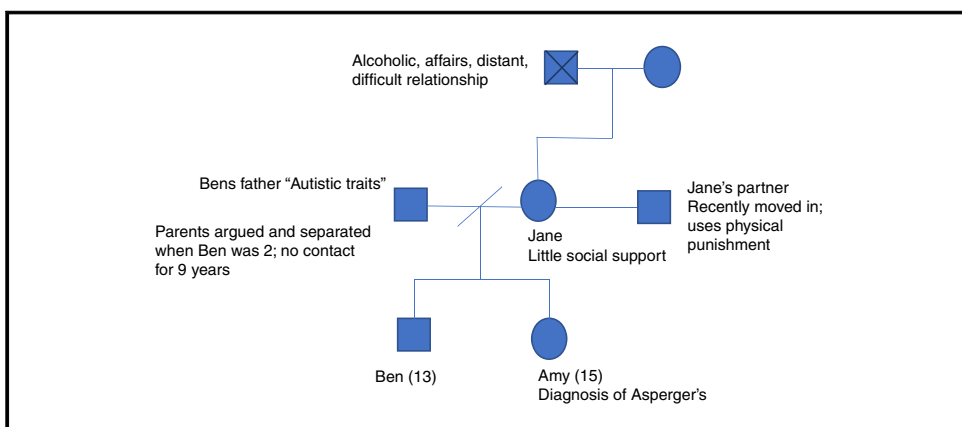 Alcoholic, affairs, distant,
difficult relationship
Bens father “Autistic traits”
Parents argued and separated
when Ben was 2; no contact
for 9 years
Jane
Little social support
Jane’s partner
Recently moved in;
uses physical
punishment
Ben (13)
Amy (15)
Diagnosis of Asperger’s